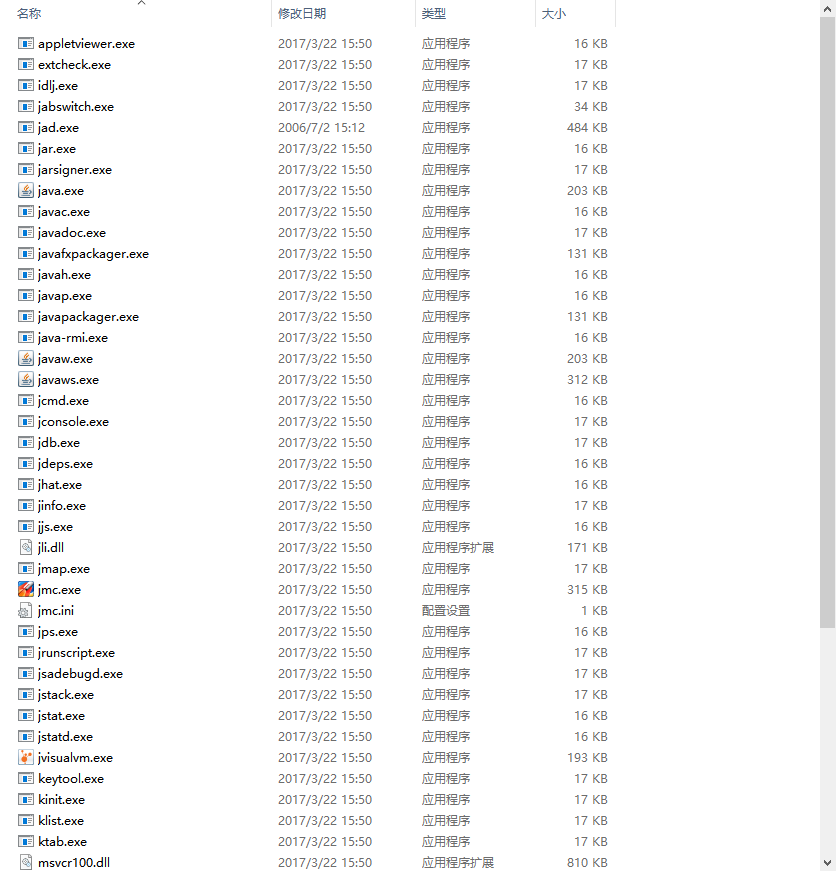 名称 修改日期 类型 大小
appletviewer.exe 2017/3/22 15:50 应用程序 16 KB
extcheck.exe 2017/3/22 15:50 应用程序 17 KB
idlj.exe 2017/3/22 15:50 应用程序 17 KB
jabswitch.exe 2017/3/22 15:50 应用程序 34 KB
jad.exe 2006/7/2 15:12 应用程序 484 KB
jar.exe 2017/3/22 15:50 应用程序 16 KB
jarsigner.exe 2017/3/22 15:50 应用程序 17 KB
java.exe 2017/3/22 15:50 应用程序 203 KB
javac.exe 2017/3/22 15:50 应用程序 16 KB
javadoc.exe 2017/3/22 15:50 应用程序 17 KB
javafxpackager.exe 2017/3/22 15:50 应用程序 131 KB
javah.exe 2017/3/22 15:50 应用程序 16 KB
javap.exe 2017/3/22 15:50 应用程序 16 KB
javapackager.exe 2017/3/22 15:50 应用程序 131 KB
java-rmi.exe 2017/3/22 15:50 应用程序 16 KB
javaw.exe 2017/3/22 15:50 应用程序 203 KB
javaws.exe 2017/3/22 15:50 应用程序 312 KB
jcmd.exe 2017/3/22 15:50 应用程序 16 KB
jconsole.exe 2017/3/22 15:50 应用程序 17 KB
jdb.exe 2017/3/22 15:50 应用程序 17 KB
jdeps.exe 2017/3/22 15:50 应用程序 16 KB
jhat.exe 2017/3/22 15:50 应用程序 16 KB
jinfo.exe 2017/3/22 15:50 应用程序 17 KB
jjs.exe 2017/3/22 15:50 应用程序 16 KB
jli.dll 2017/3/22 15:50 应用程序扩展 171 KB
jmap.exe 2017/3/22 15:50 应用程序 17 KB
jmc.exe 2017/3/22 15:50 应用程序 315 KB
jmc.ini 2017/3/22 15:50 配置设置 1 KB
jps.exe 2017/3/22 15:50 应用程序 16 KB
jrunscript.exe 2017/3/22 15:50 应用程序 17 KB
jsadebugd.exe 2017/3/22 15:50 应用程序 17 KB
jstack.exe 2017/3/22 15:50 应用程序 17 KB
jstat.exe 2017/3/22 15:50 应用程序 16 KB
jstatd.exe 2017/3/22 15:50 应用程序 16 KB
jvisualvm.exe 2017/3/22 15:50 应用程序 193 KB
keytool.exe 2017/3/22 15:50 应用程序 17 KB
kinit.exe 2017/3/22 15:50 应用程序 17 KB
klist.exe 2017/3/22 15:50 应用程序 17 KB
ktab.exe 2017/3/22 15:50 应用程序 17 KB
msvcr100.dll 2017/3/22 15:50 应用程序扩展 810 KB